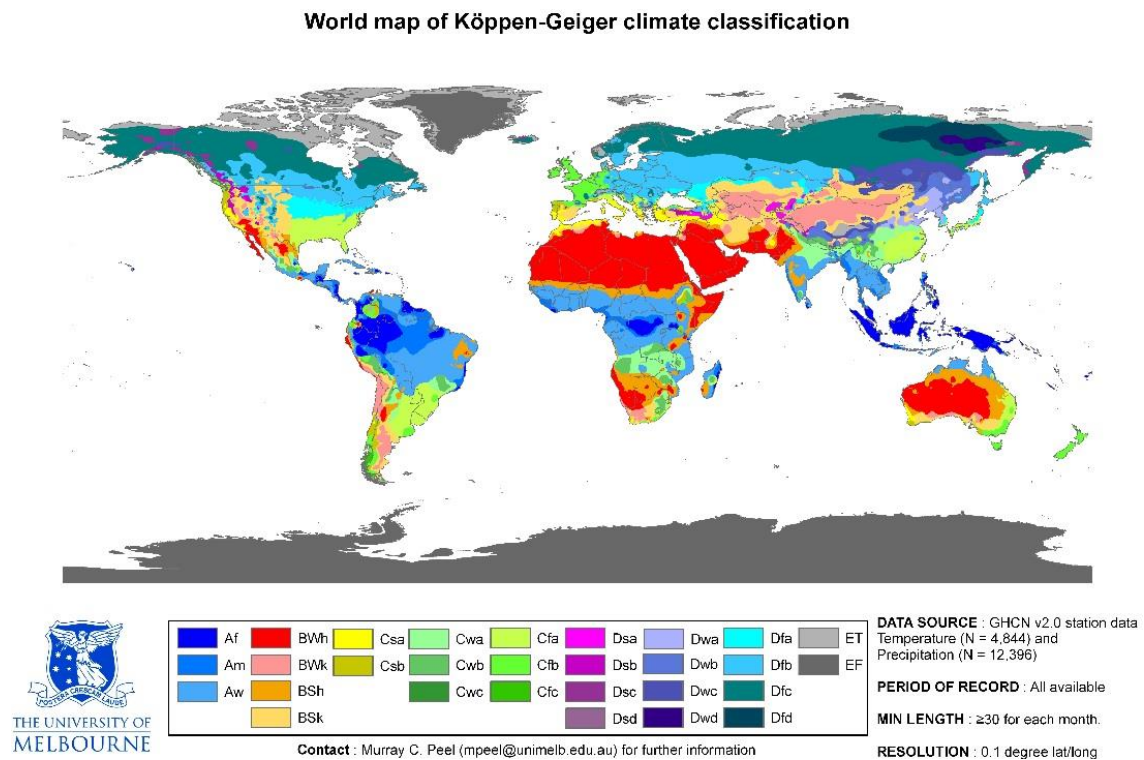 World map of Köppen-Geiger climate classification
Af
Am
Aw
BWh
BWk
BSh
BSk
Csa
Csb
Cwa
Cwb
Cwc
Cfa
Cfb
Cfc
Dsa
Dsb
Dsc
Dsd
Dwa
Dwb
Dwc
Dwd
Dfa
Dfb
Dfc
Dfd
ET
EF
DATA SOURCE : GHCN v2.0 station data
Temperature (N = 4,844) and
Precipitation (N = 12,396)
PERIOD OF RECORD : All available
MIN LENGTH : ≥30 for each month.
RESOLUTION : 0.1 degree lat/long
POSTERA CRESCAM LAUDE
THE UNIVERSITY OF
MELBOURNE
Contact : Murray C. Peel (mpeel@unimelb.edu.au) for further information